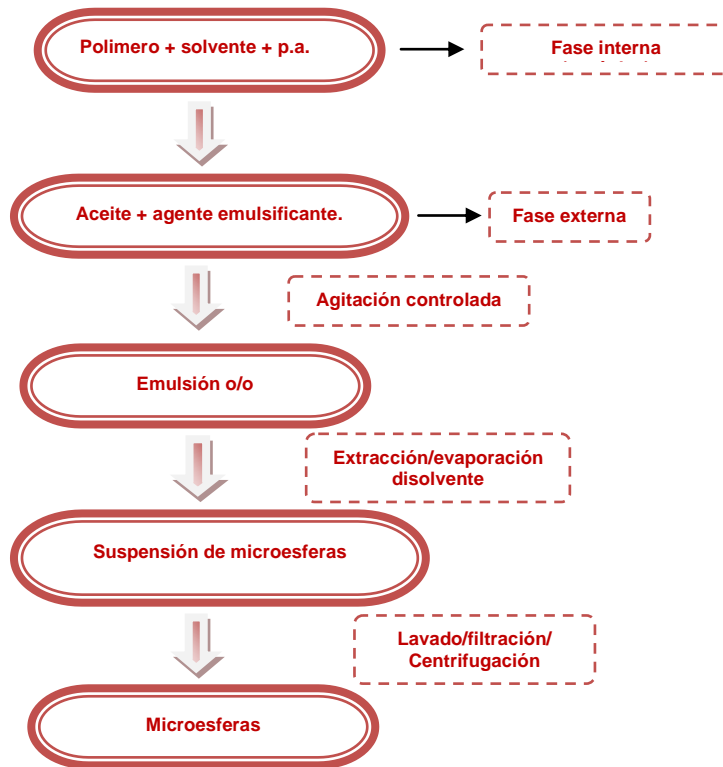 Polimero + solvente + p.a.
Fase interna
Aceite + agente emulsificante.
Fase externa
Agitación controlada
Emulsión o/o
Extracción/evaporación
disolvente
Suspensión de microesferas
Lavado/filtración/
Centrifugación
Microesferas